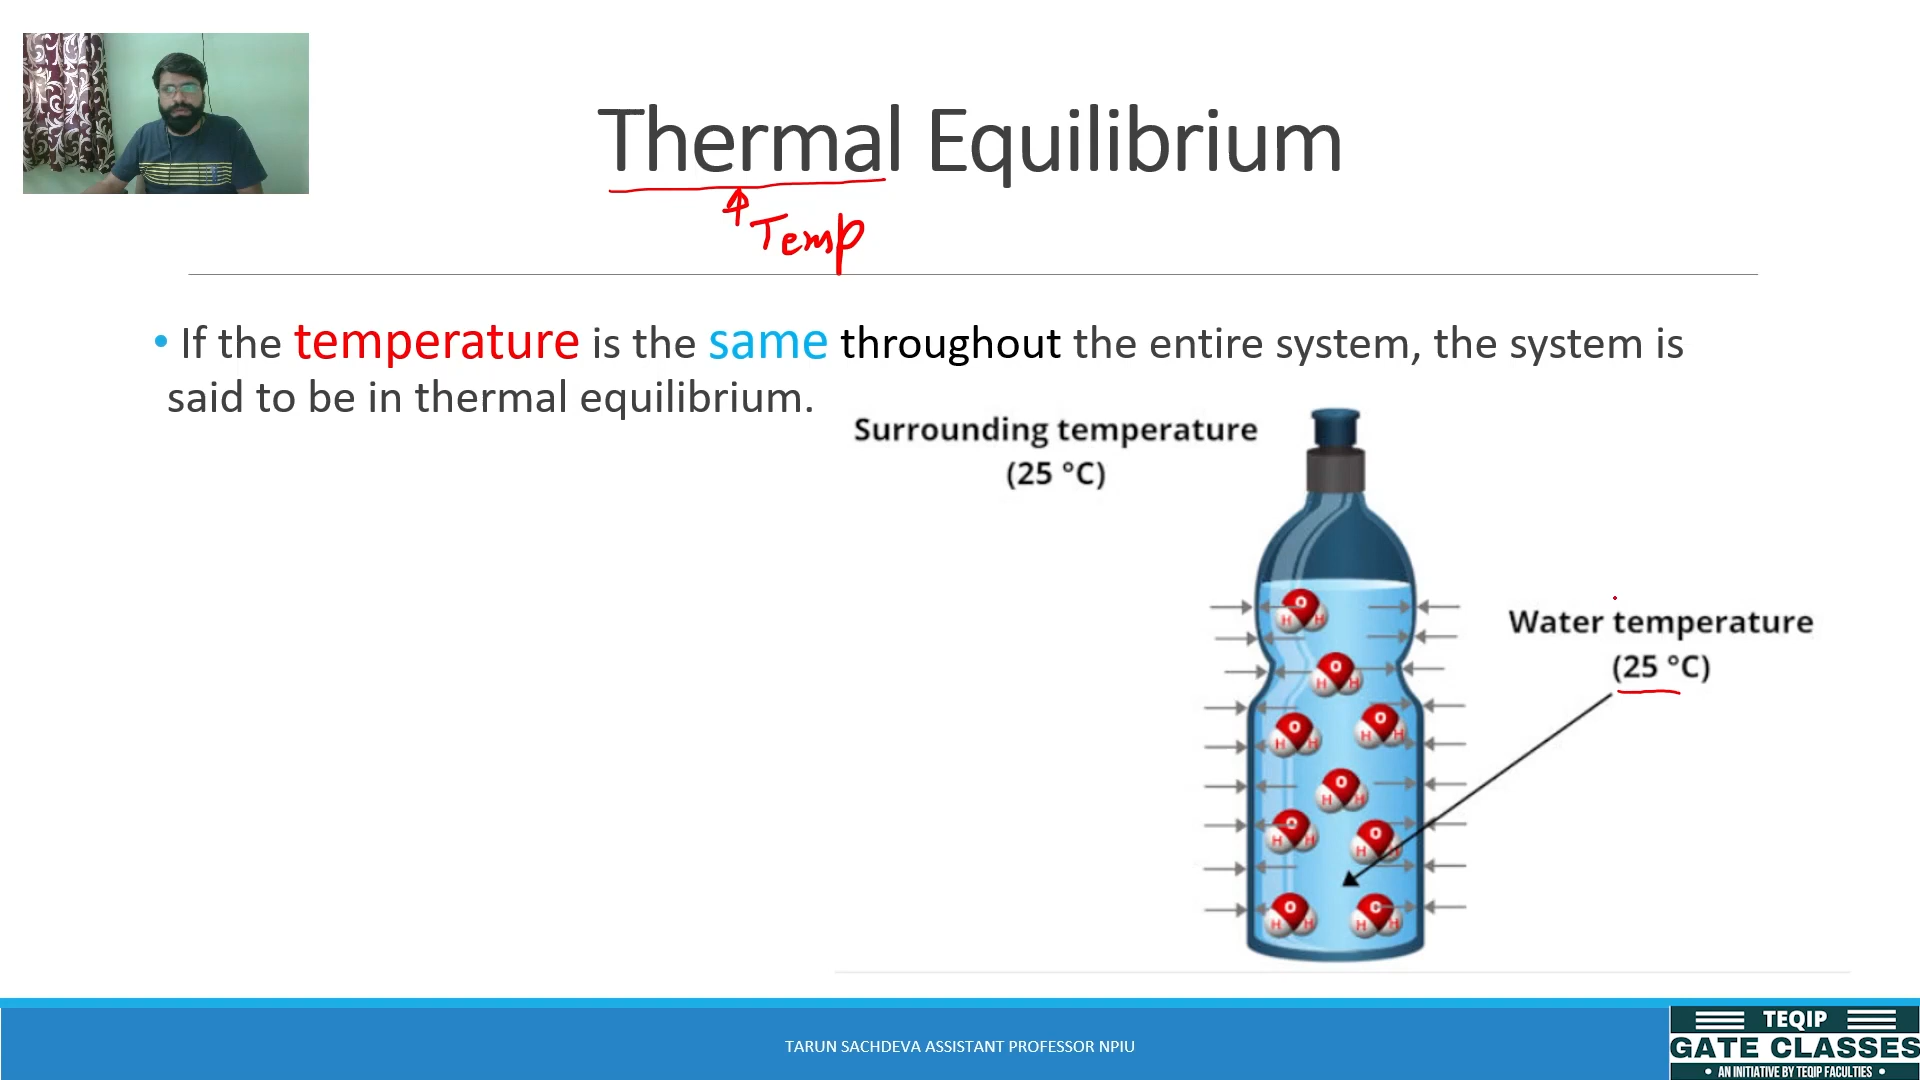 Thermal Equilibrium
Temp
• If the temperature is the same throughout the entire system, the system is
said to be in thermal equilibrium.
Surrounding temperature
(25 °C)
Water temperature
(25 °C)
O
H H
O
H H
O
H H
O
H H
O
H H
O
H H
O
H H
O
H H
O
H H
TARUN SACHDEVA ASSISTANT PROFESSOR NPIU
TEQIP
GATE CLASSES
• AN INITIATIVE BY TEQIP FACULTIES •